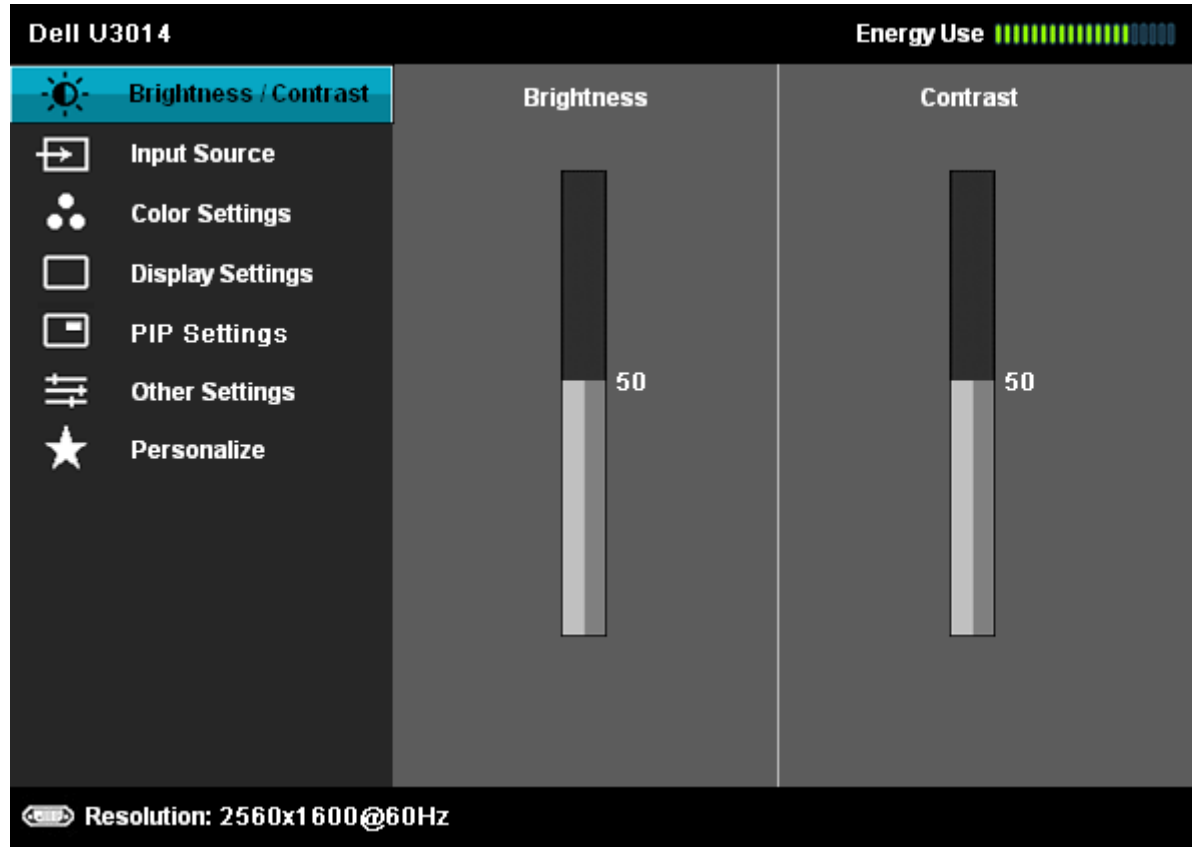 Dell U3014
Energy Use
Brightness / Contrast
Input Source
Color Settings
Display Settings
PIP Settings
Other Settings
Personalize
Brightness
50
Contrast
50
Resolution: 2560x1600@60Hz